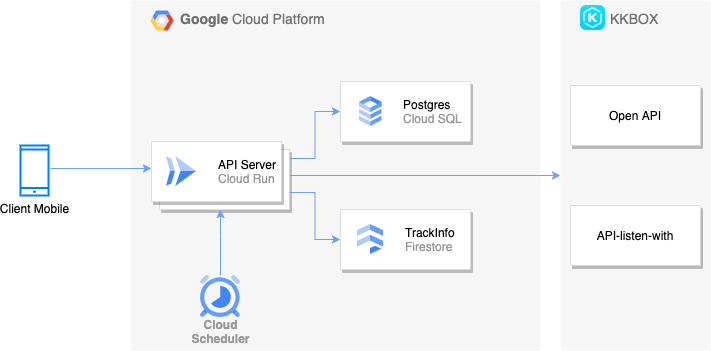 Google Cloud Platform
KKBOX
Postgres
Cloud SQL
Open API
API Server
Cloud Run
Client Mobile
TrackInfo
Firestore
API-listen-with
Cloud
Scheduler